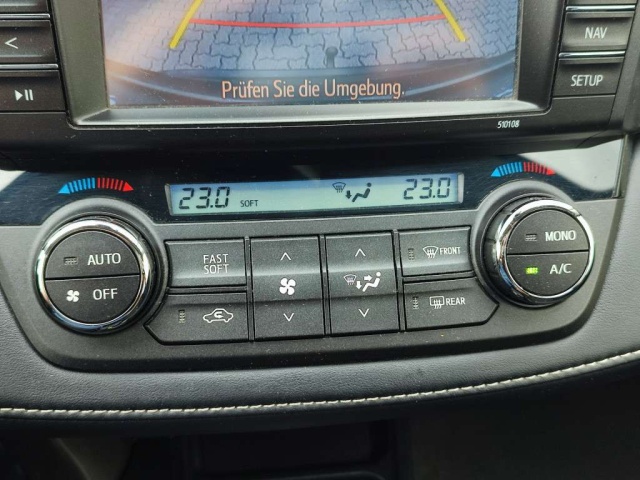 <
NAV
SETUP
Prüfen Sie die Umgebung.
510108
23.0 SOFT 23.0
AUTO
OFF
FAST
SOFT
FRONT
REAR
MONO
A/C